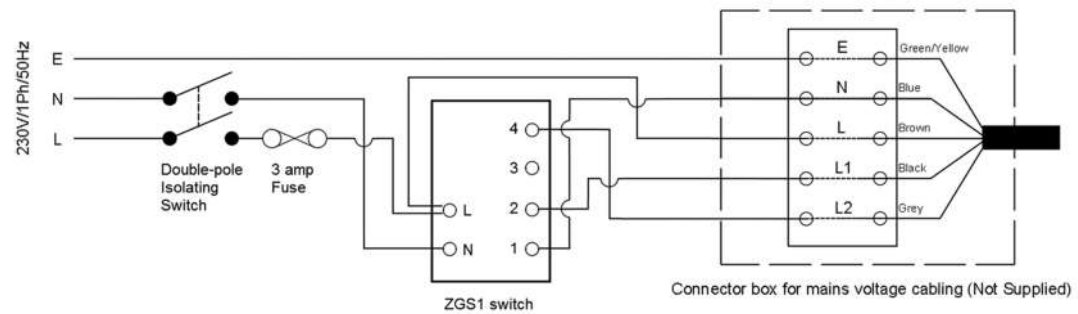 230V/1Ph/50Hz
E
N
L
Double-pole
Isolating
Switch
3 amp
Fuse
4
3
2
1
L
N
ZGS1 switch
E
N
L
L1
L2
Green/Yellow
Blue
Brown
Black
Grey
Connector box for mains voltage cabling (Not Supplied)